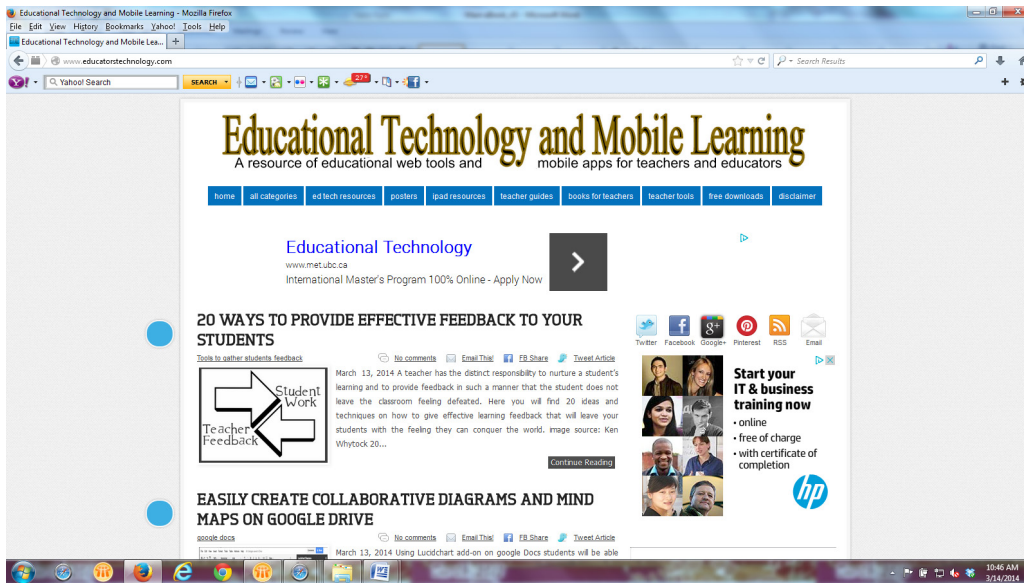 Educational Technology and Mobile Learning - Mozilla Firefox
File Edit View History Bookmarks Yahoo! Tools Help
Educational Technology and Mobile Lea... +
www.educatorstechnology.com
Search Results
Y! Yahoo! Search
SEARCH
27°
Educational Technology and Mobile Learning
A resource of educational web tools and mobile apps for teachers and educators
home all categories ed tech resources posters ipad resources teacher guides books for teachers teacher tools free downloads disclaimer
Educational Technology
www.met.ubc.ca
International Master's Program 100% Online - Apply Now
20 WAYS TO PROVIDE EFFECTIVE FEEDBACK TO YOUR
STUDENTS
Tools to gather students feedback
No comments Email This! FB Share Tweet Article
Student
Work
Teacher
Feedback
March 13, 2014 A teacher has the distinct responsbility to nurture a student's
learning and to provide feedback in such a manner that the student does not
leave the classroom feeling defeated. Here you will find 20 ideas and
techniques on how to give effective learning feedback that will leave your
students with the feeling they can conquer the world. image source: Ken
Whytock 20...
Continue Reading
EASILY CREATE COLLABORATIVE DIAGRAMS AND MIND
MAPS ON GOOGLE DRIVE
google docs
No comments Email This! FB Share Tweet Article
March 13, 2014 Using Lucidchart add-on on google Docs students will be able
g+
Twitter Facebook Google+ Pinterest RSS Email
Start your
IT & business
training now
• online
• free of charge
• with certificate of
completion
hp
10:46 AM
3/14/2014